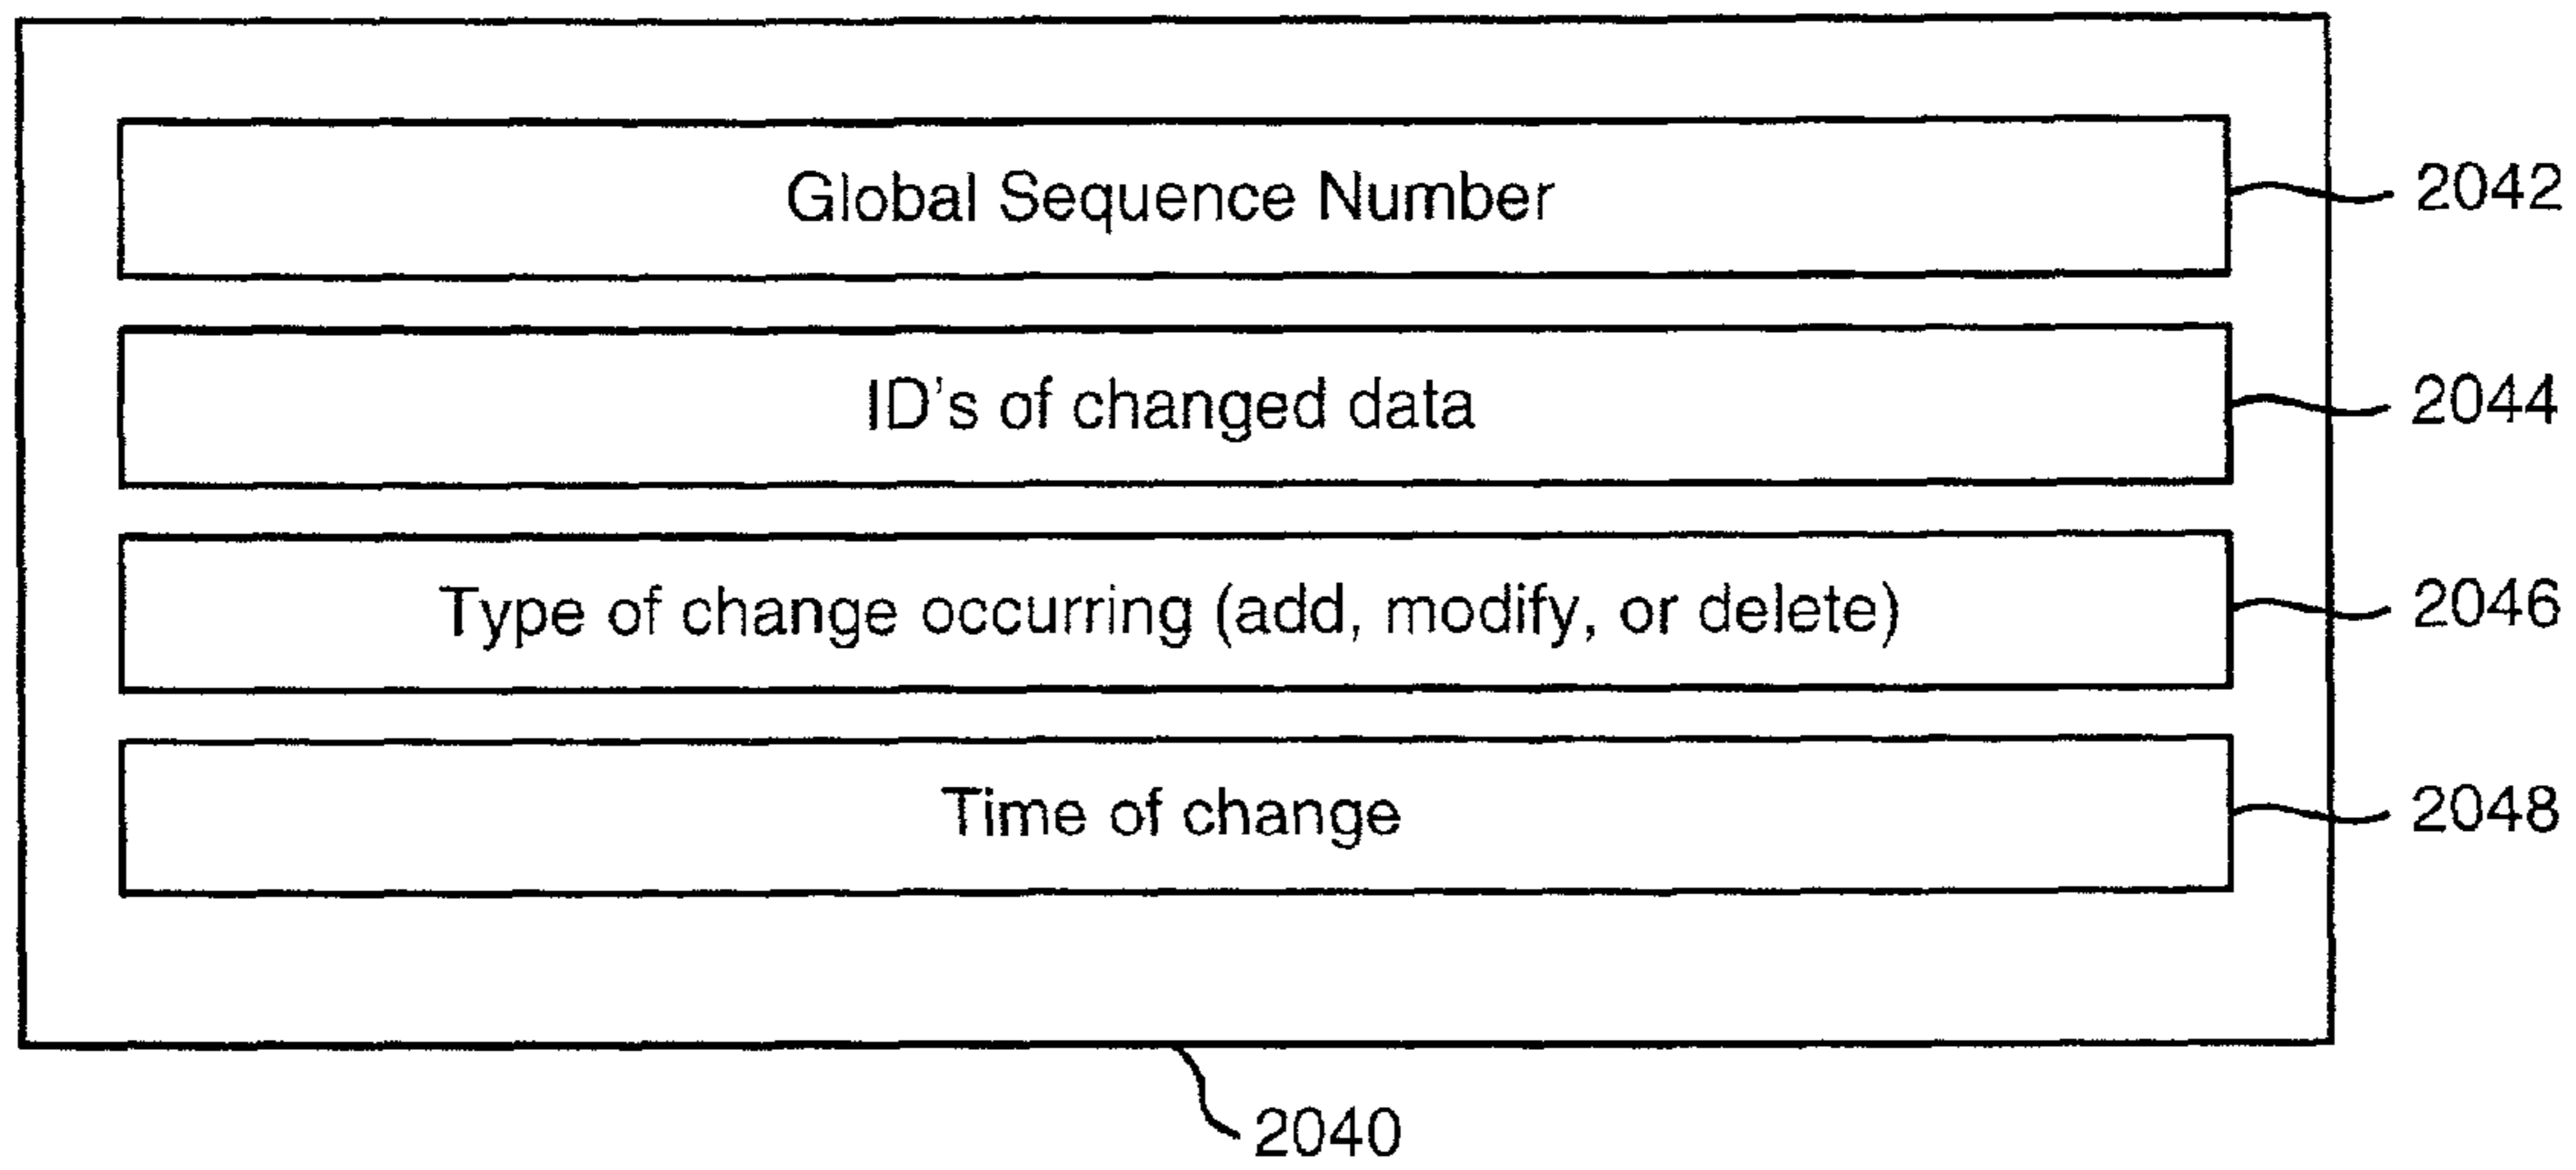 Global Sequence Number 2042
ID's of changed data 2044
Type of change occurring (add, modify, or delete) 2046
Time of change 2048
2040